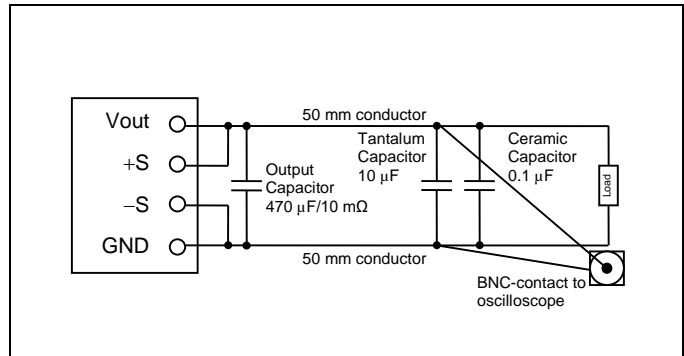 Vout
+S
−S
GND
50 mm conductor
Output
Capacitor
470 μF/10 mΩ
Tantalum
Capacitor
10 μF
Ceramic
Capacitor
0.1 μF
Load
50 mm conductor
BNC-contact to
oscilloscope